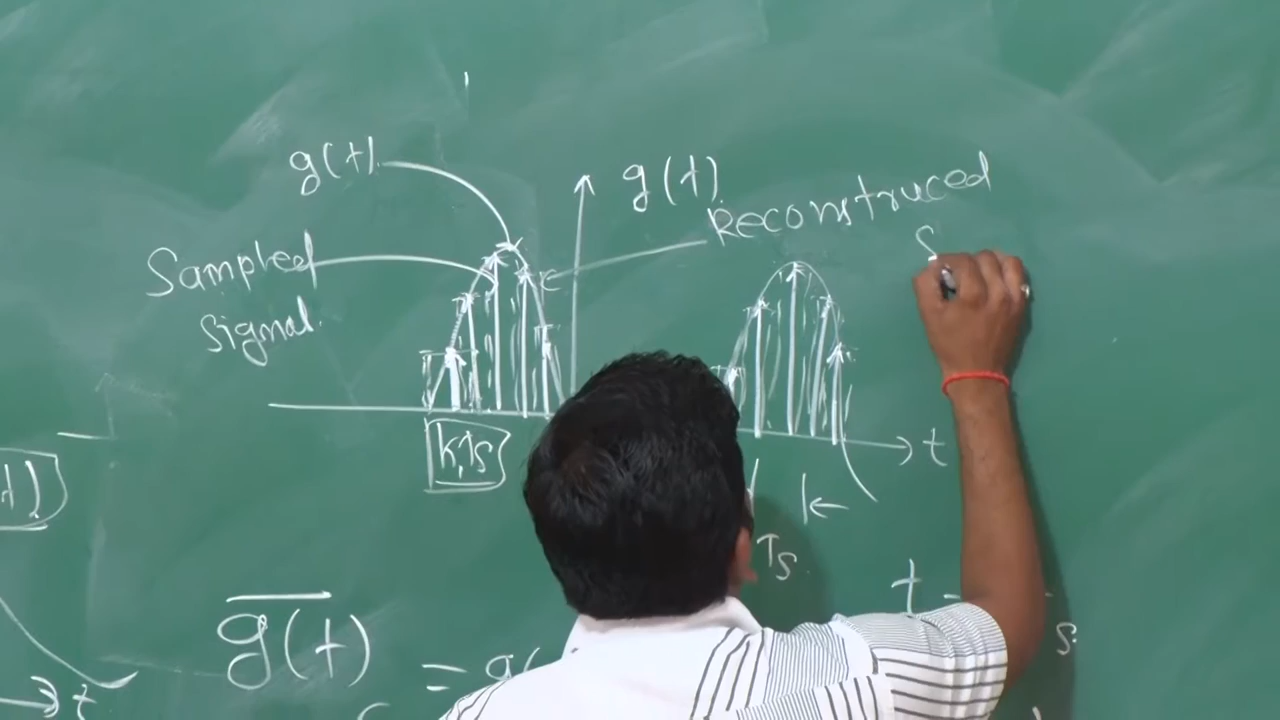 g(t)
g(t)
Reconstruced
S
Sampled
Signal.
k,Ts
t
Ts
t
g(t) = g(
s
t